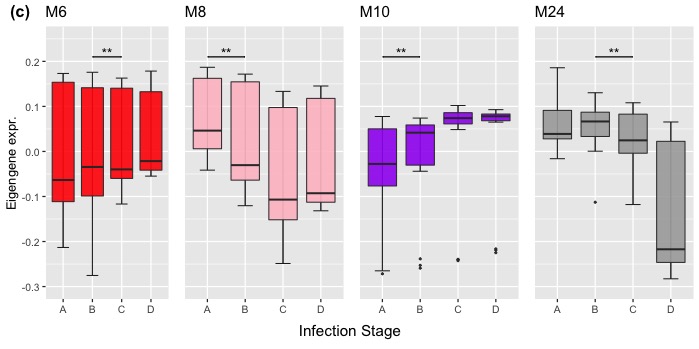 (c) M6 M8 M10 M24
** ** ** **
0.2
0.1
0.0
-0.1
-0.2
-0.3
Eigengene expr.
A B C D A B C D A B C D A B C D
Infection Stage